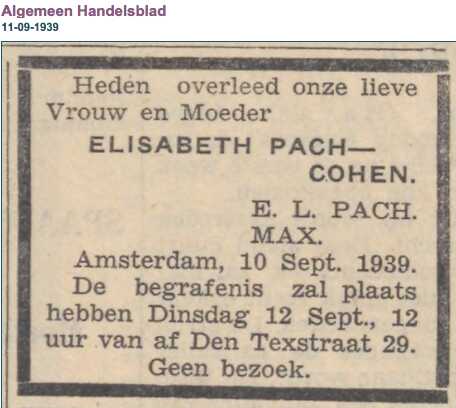 Algemeen Handelsblad
11-09-1939
Heden overleed onze lieve
Vrouw en Moeder
ELISABETH PACH—
COHEN.
E. L. PACH.
MAX.
Amsterdam, 10 Sept. 1939.
De begrafenis zal plaats
hebben Dinsdag 12 Sept., 12
uur van af Den Texstraat 29.
Geen bezoek.